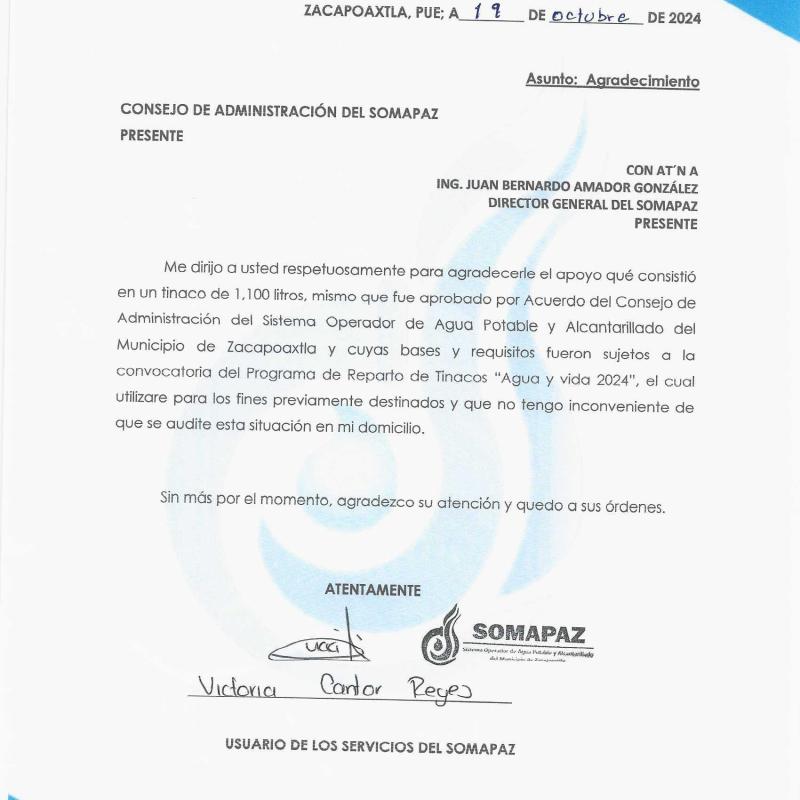 ZACAPOAXTLA, PUE; A 19 DE octubre DE 2024
Asunto: Agradecimiento
CONSEJO DE ADMINISTRACIÓN DEL SOMAPAZ
PRESENTE
CON AT´N A
ING. JUAN BERNARDO AMADOR GONZÁLEZ
DIRECTOR GENERAL DEL SOMAPAZ
PRESENTE
Me dirijo a usted respetuosamente para agradecerle el apoyo qué consistió
en un tinaco de 1,100 litros, mismo que fue aprobado por Acuerdo del Consejo de
Administración del Sistema Operador de Agua Potable y Alcantarillado del
Municipio de Zacapoaxtla y cuyas bases y requisitos fueron sujetos a la
convocatoria del Programa de Reparto de Tinacos “Agua y vida 2024”, el cual
utilizare para los fines previamente destinados y que no tengo inconveniente de
que se audite esta situación en mi domicilio.
Sin más por el momento, agradezco su atención y quedo a sus órdenes.
ATENTAMENTE
SOMAPAZ
Sistema Operador de Agua Potable y Alcantarillado
del Municipio de Zacapoaxtla
Victoria Cantor Reyes
USUARIO DE LOS SERVICIOS DEL SOMAPAZ